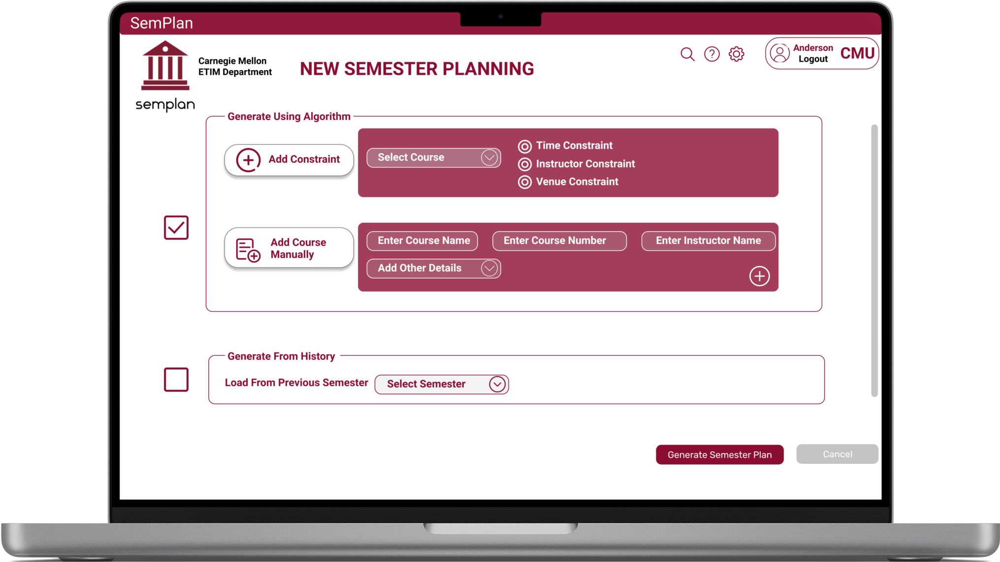 SemPlan
Carnegie Mellon
ETIM Department
semplan
NEW SEMESTER PLANNING
?
Anderson
Logout
CMU
Generate Using Algorithm
Add Constraint
Select Course
Time Constraint
Instructor Constraint
Venue Constraint
Add Course
Manually
Enter Course Name
Enter Course Number
Enter Instructor Name
Add Other Details
Generate From History
Load From Previous Semester
Select Semester
Generate Semester Plan
Cancel